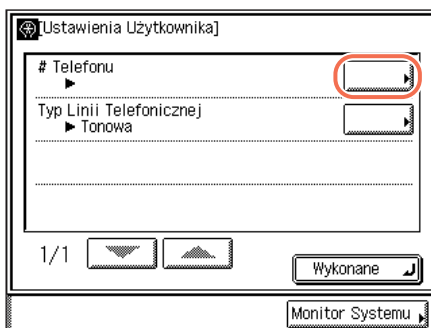 [Ustawienia Użytkownika]
# Telefonu
Typ Linii Telefonicznej
▶ Tonowa
1/1
Wykonane
Monitor Systemu